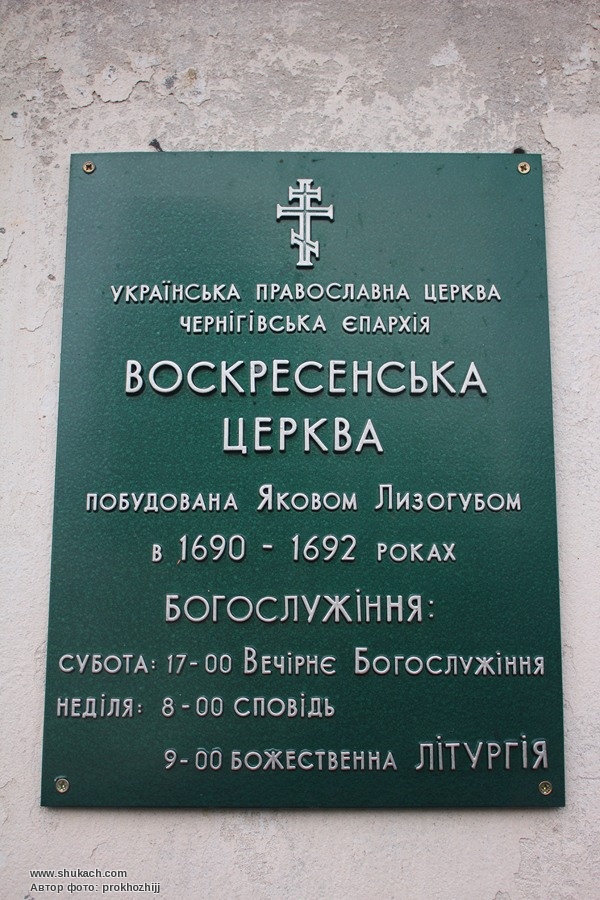 УКРАЇНСЬКА ПРАВОСЛАВНА ЦЕРКВА
ЧЕРНІГІВСЬКА ЄПАРХІЯ
ВОСКРЕСЕНСЬКА
ЦЕРКВА
ПОБУДОВАНА ЯКОВОМ ЛИЗОГУБОМ
В 1690 - 1692 РОКАХ
БОГОСЛУЖІННЯ:
СУБОТА: 17-00 ВЕЧІРНЄ БОГОСЛУЖІННЯ
НЕДІЛЯ: 8-00 СПОВІДЬ
9-00 БОЖЕСТВЕННА ЛІТУРГІЯ
www.shukach.com
Автор фото: prokhozhijj